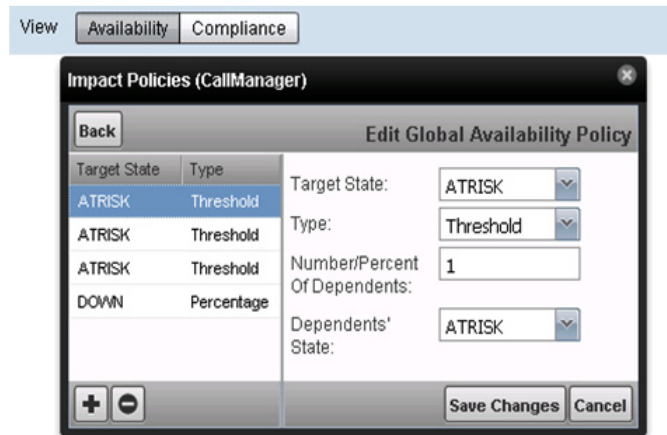 View Availability Compliance
Impact Policies (CallManager)
Back Edit Global Availability Policy
Target State Type
ATRISK Threshold
ATRISK Threshold
ATRISK Threshold
DOWN Percentage
Target State: ATRISK
Type: Threshold
Number/Percent
Of Dependents: 1
Dependents'
State: ATRISK
Save Changes Cancel